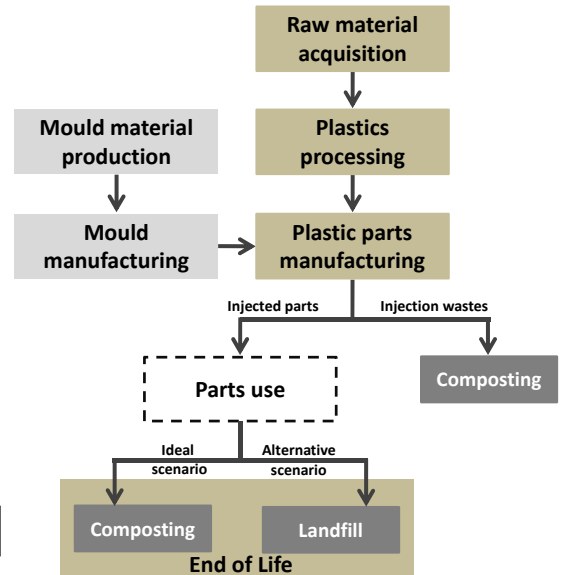 Raw material
acquisition
Mould material
production
Plastics
processing
Mould
manufacturing
Plastic parts
manufacturing
Injected parts
Injection wastes
Parts use
Composting
Ideal
scenario
Alternative
scenario
Composting
Landfill
End of Life